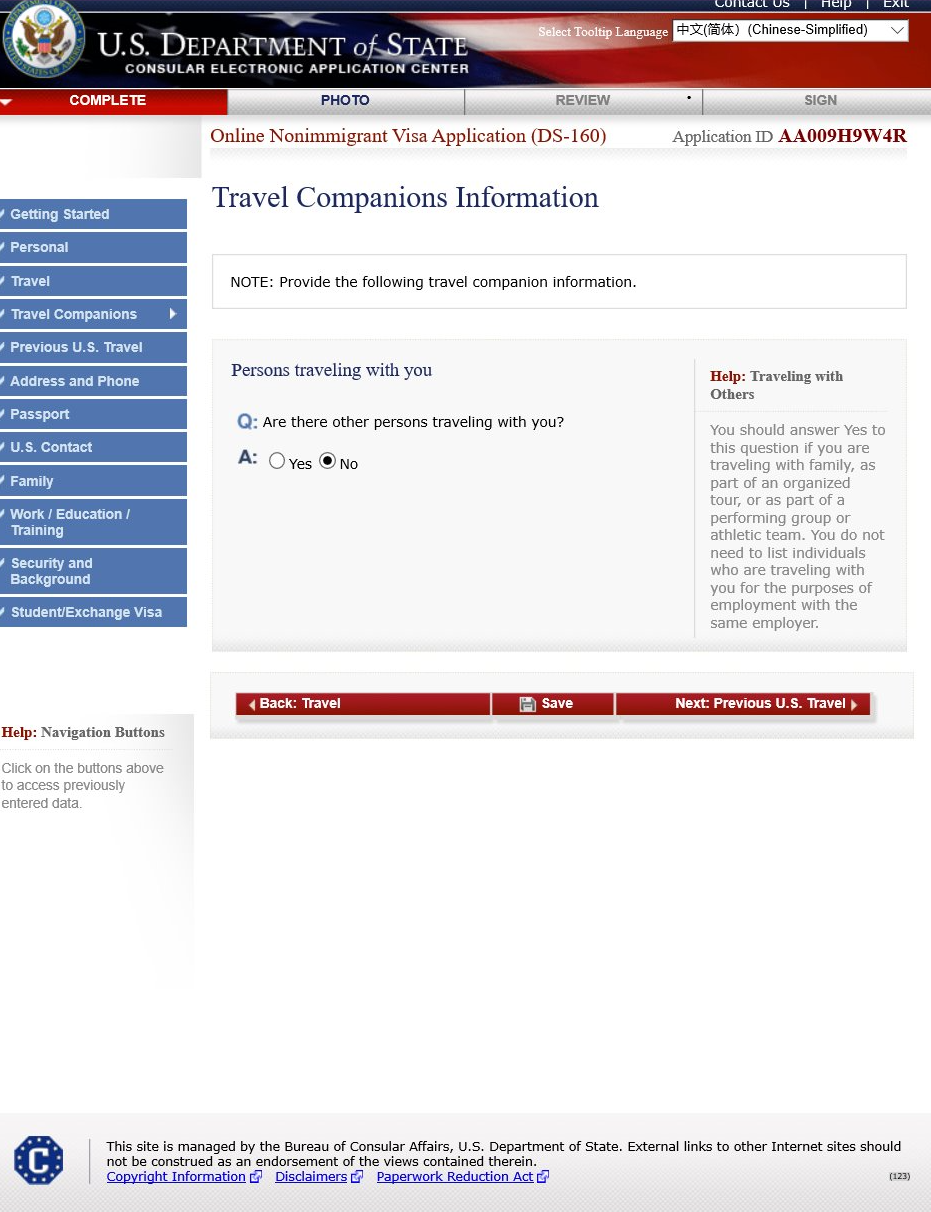 Contact Us | Help | Exit
U.S. DEPARTMENT of STATE
CONSULAR ELECTRONIC APPLICATION CENTER
Select Tooltip Language 中文(简体) (Chinese-Simplified)
COMPLETE PHOTO REVIEW SIGN
Online Nonimmigrant Visa Application (DS-160) Application ID AA009H9W4R
Travel Companions Information
Getting Started
Personal
Travel
Travel Companions
Previous U.S. Travel
Address and Phone
Passport
U.S. Contact
Family
Work / Education /
Training
Security and
Background
Student/Exchange Visa
Help: Navigation Buttons
Click on the buttons above
to access previously
entered data.
NOTE: Provide the following travel companion information.
Persons traveling with you
Q: Are there other persons traveling with you?
A: Yes No
Help: Traveling with
Others
You should answer Yes to
this question if you are
traveling with family, as
part of an organized
tour, or as part of a
performing group or
athletic team. You do not
need to list individuals
who are traveling with
you for the purposes of
employment with the
same employer.
Back: Travel Save Next: Previous U.S. Travel
C
This site is managed by the Bureau of Consular Affairs, U.S. Department of State. External links to other Internet sites should
not be construed as an endorsement of the views contained therein.
Copyright Information Disclaimers Paperwork Reduction Act
(123)